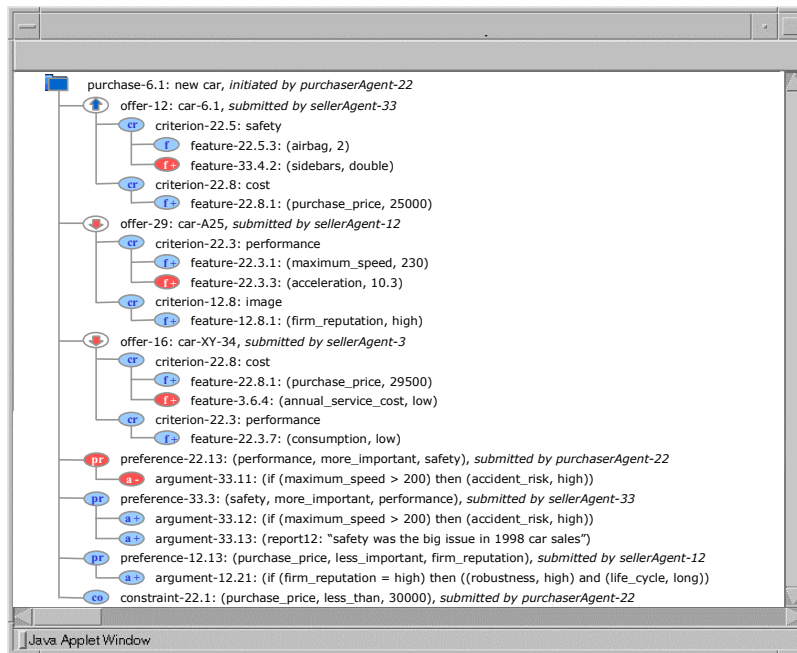 purchase-6.1: new car, initiated by purchaserAgent-22
offer-12: car-6.1, submitted by sellerAgent-33
cr criterion-22.5: safety
f feature-22.5.3: (airbag, 2)
f+ feature-33.4.2: (sidebars, double)
cr criterion-22.8: cost
f+ feature-22.8.1: (purchase_price, 25000)
offer-29: car-A25, submitted by sellerAgent-12
cr criterion-22.3: performance
f+ feature-22.3.1: (maximum_speed, 230)
f+ feature-22.3.3: (acceleration, 10.3)
cr criterion-12.8: image
f+ feature-12.8.1: (firm_reputation, high)
offer-16: car-XY-34, submitted by sellerAgent-3
cr criterion-22.8: cost
f+ feature-22.8.1: (purchase_price, 29500)
f+ feature-3.6.4: (annual_service_cost, low)
cr criterion-22.3: performance
f+ feature-22.3.7: (consumption, low)
pr preference-22.13: (performance, more_important, safety), submitted by purchaserAgent-22
a- argument-33.11: (if (maximum_speed > 200) then (accident_risk, high))
pr preference-33.3: (safety, more_important, performance), submitted by sellerAgent-33
a+ argument-33.12: (if (maximum_speed > 200) then (accident_risk, high))
a+ argument-33.13: (report12: “safety was the big issue in 1998 car sales”)
pr preference-12.13: (purchase_price, less_important, firm_reputation), submitted by sellerAgent-12
a+ argument-12.21: (if (firm_reputation = high) then ((robustness, high) and (life_cycle, long))
co constraint-22.1: (purchase_price, less_than, 30000), submitted by purchaserAgent-22
Java Applet Window